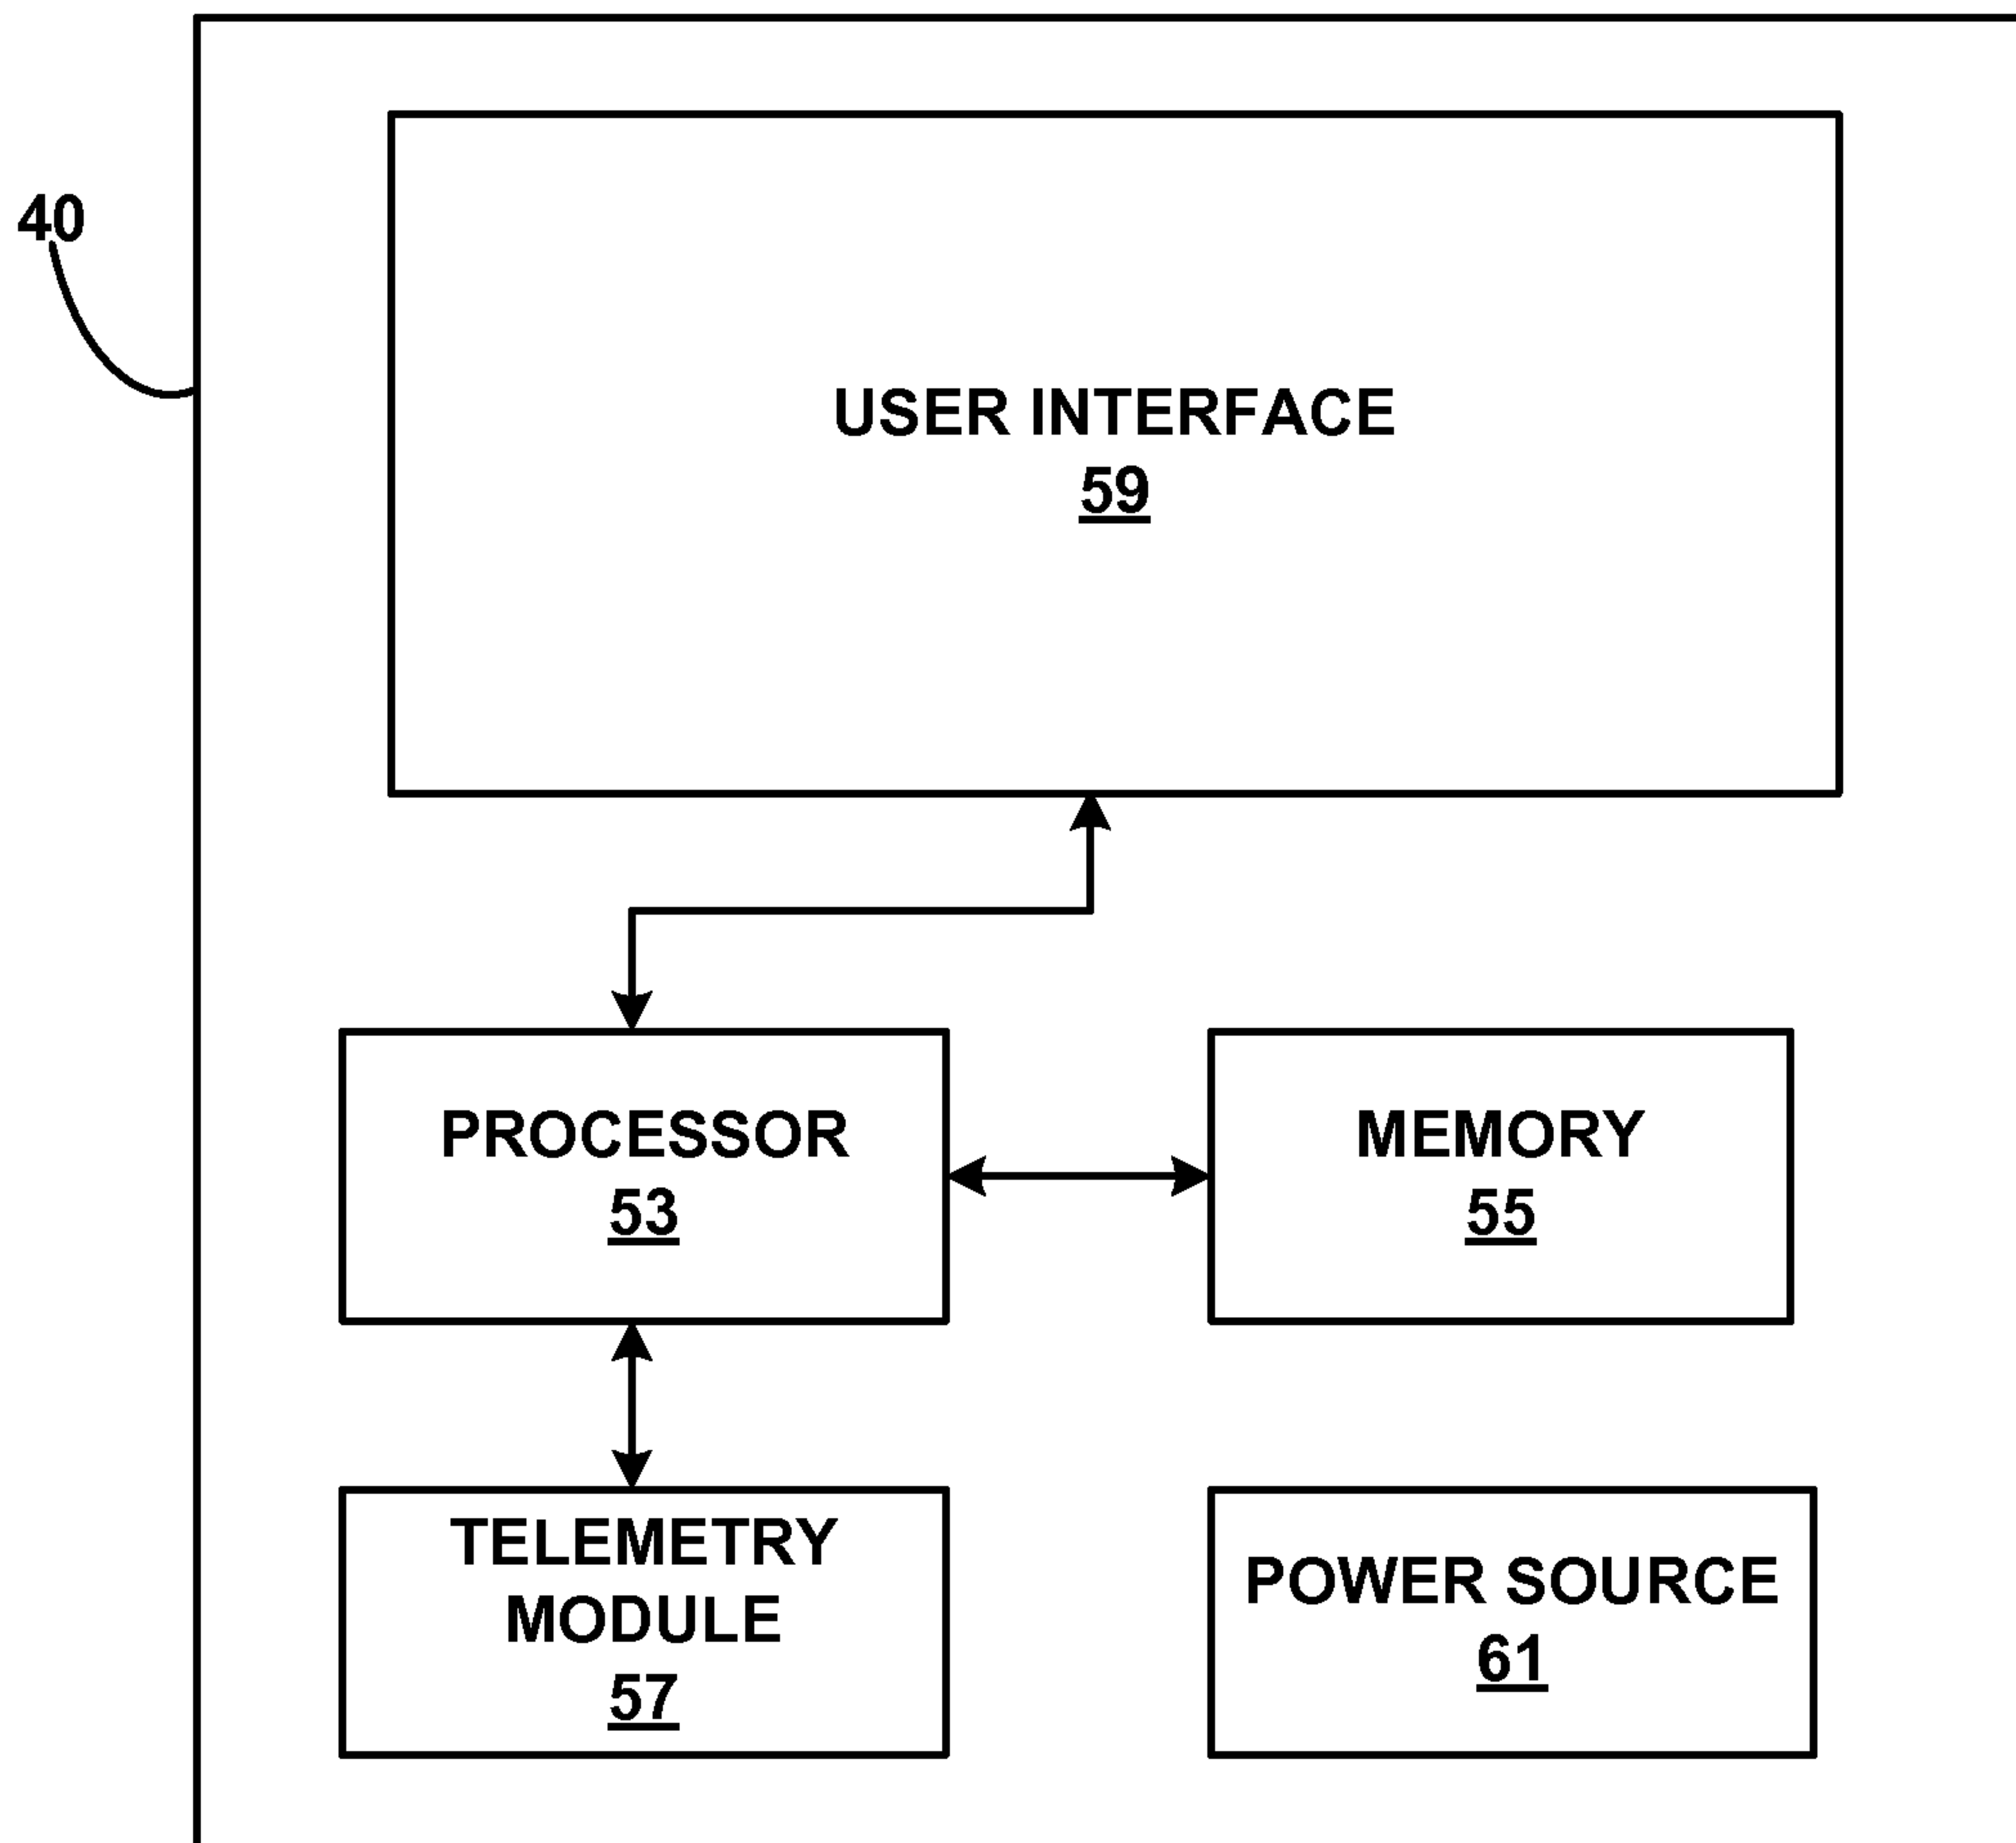 40
USER INTERFACE
59
PROCESSOR
53
MEMORY
55
TELEMETRY
MODULE
57
POWER SOURCE
61